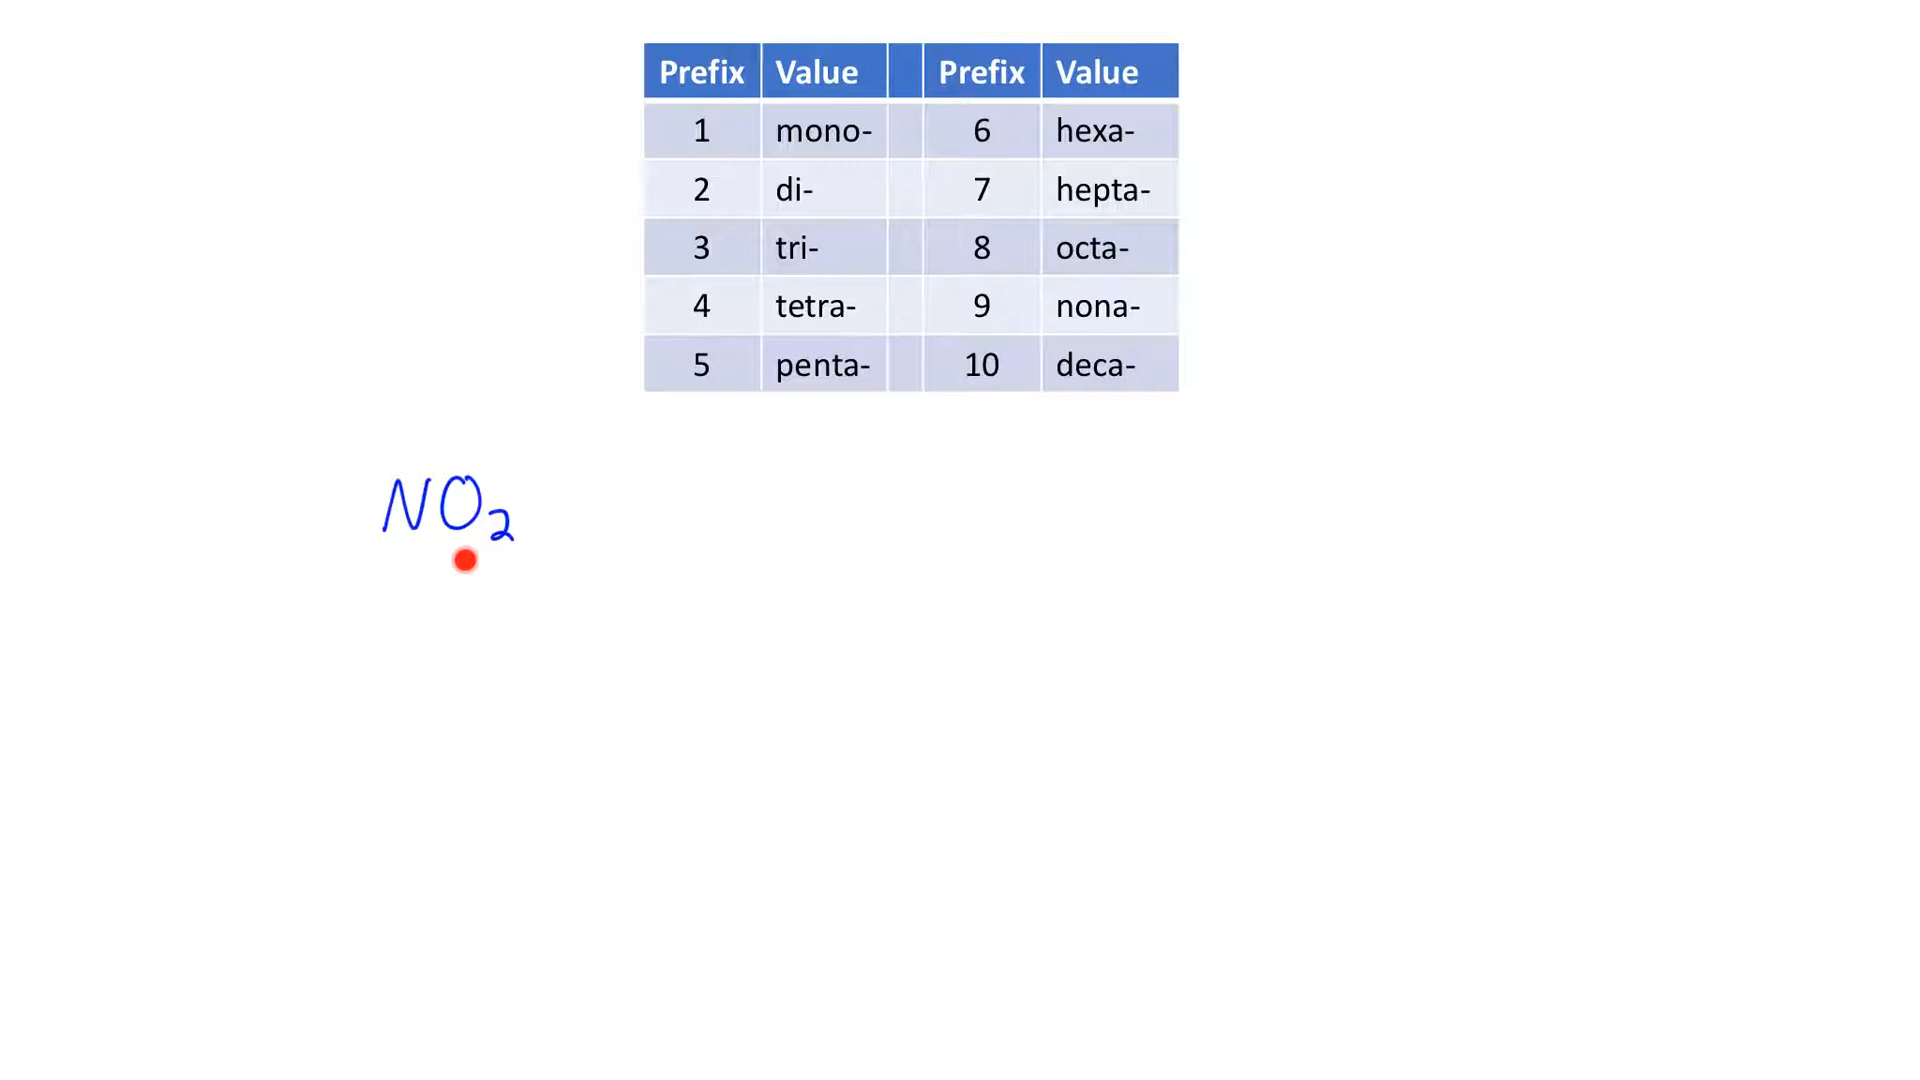 Prefix Value Prefix Value
1 mono- 6 hexa-
2 di- 7 hepta-
3 tri- 8 octa-
4 tetra- 9 nona-
5 penta- 10 deca-
NO₂